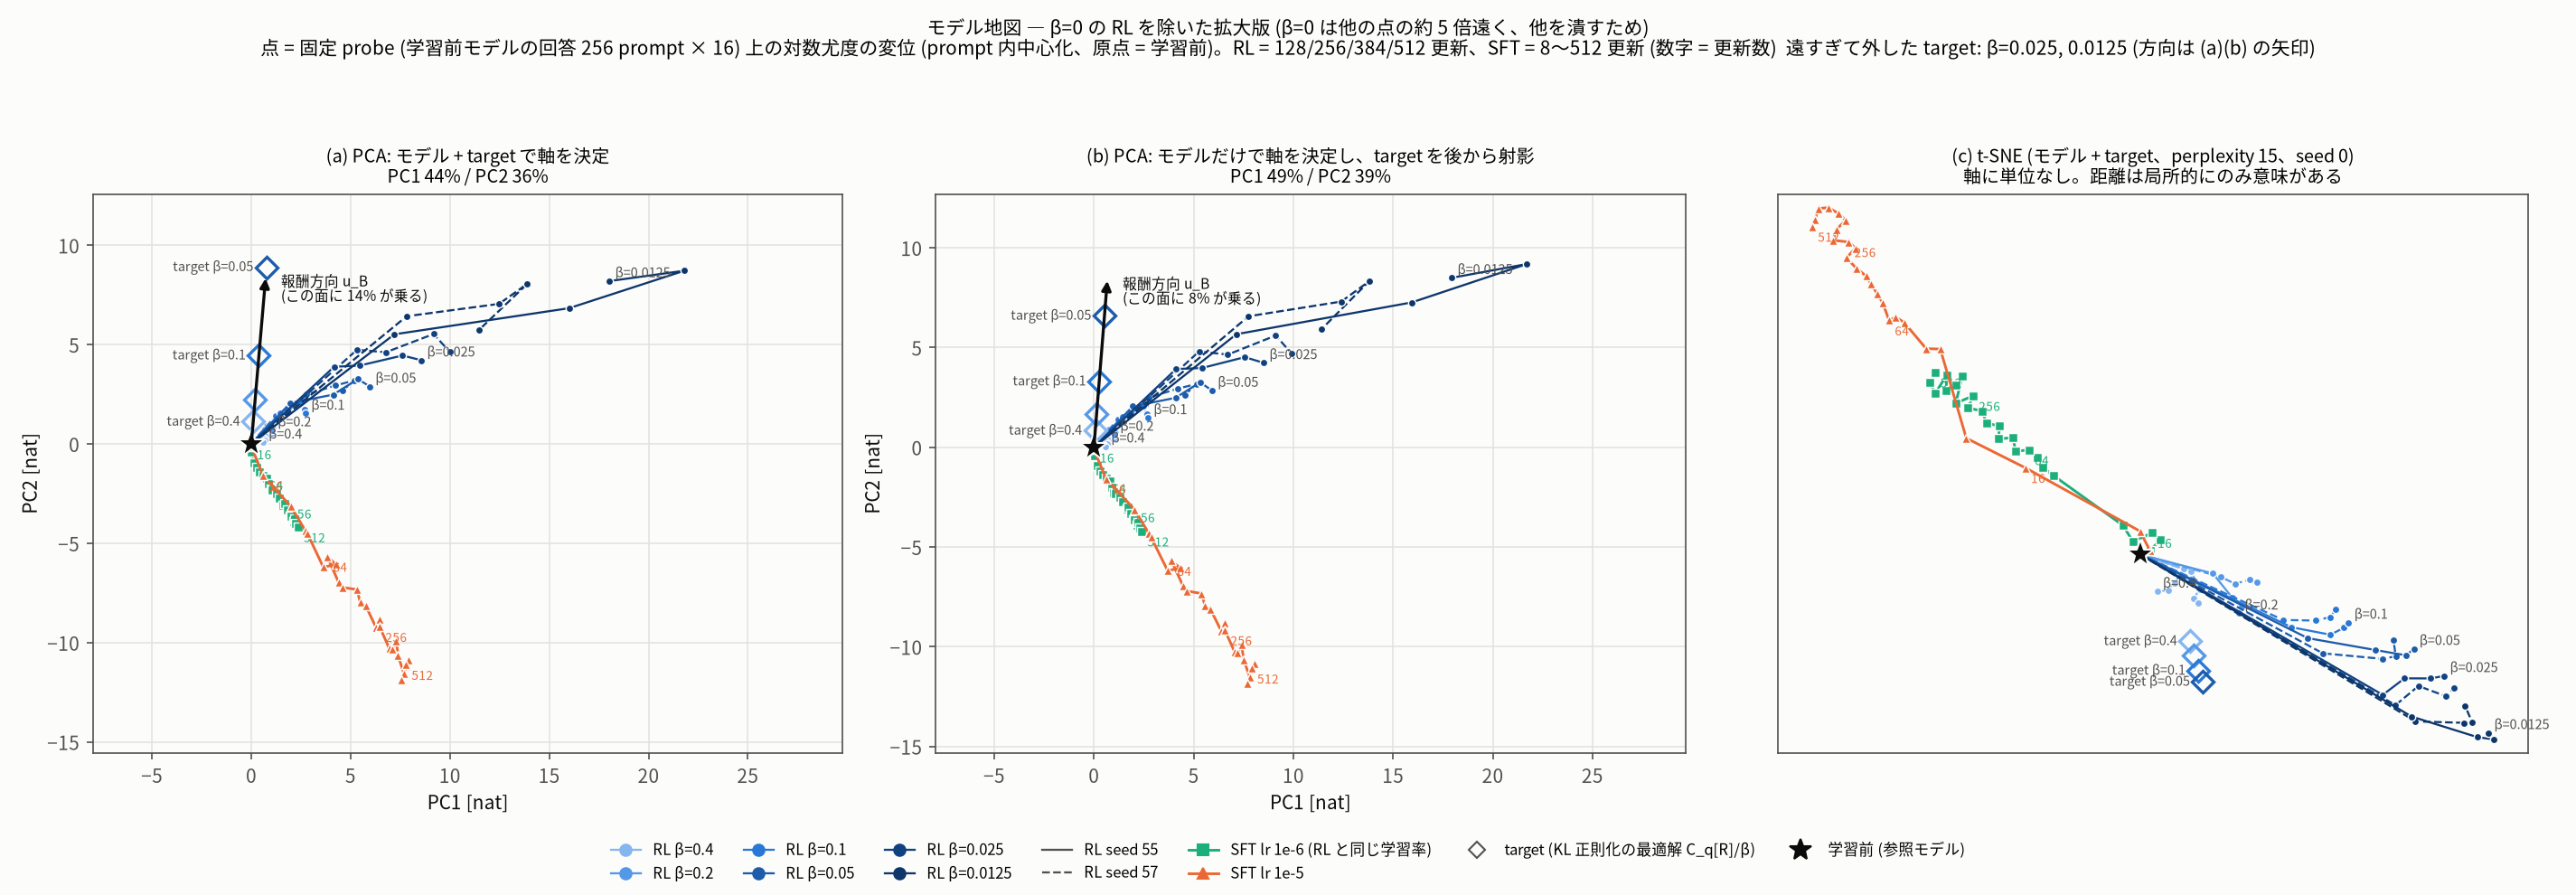 モデル地図 — β=0 の RL を除いた拡大版 (β=0 は他の点の約 5 倍遠く、他を潰すため)
点 = 固定 probe (学習前モデルの回答 256 prompt × 16) 上の対数尤度の変位 (prompt 内中心化、原点 = 学習前)。RL = 128/256/384/512 更新、SFT = 8〜512 更新 (数字 = 更新数) 遠すぎて外した target: β=0.025, 0.0125 (方向は (a)(b) の矢印)
(a) PCA: モデル + target で軸を決定
PC1 44% / PC2 36%
10
5
0
−5
−10
−15
PC2 [nat]
−5
0
5
10
15
20
25
PC1 [nat]
target β=0.05
target β=0.1
target β=0.4
報酬方向 u_B
(この面に 14% が乗る)
β=0.0125
β=0.025
β=0.05
β=0.1
β=0.2
β=0.4
16
256
512
64
256
512
(b) PCA: モデルだけで軸を決定し、target を後から射影
PC1 49% / PC2 39%
10
5
0
−5
−10
−15
PC2 [nat]
−5
0
5
10
15
20
25
PC1 [nat]
target β=0.05
target β=0.1
target β=0.4
報酬方向 u_B
(この面に 8% が乗る)
β=0.0125
β=0.025
β=0.05
β=0.1
β=0.2
β=0.4
16
256
512
64
256
512
(c) t-SNE (モデル + target、perplexity 15、seed 0)
軸に単位なし。距離は局所的にのみ意味がある
512
256
64
256
64
16
16
β=0.2
β=0.1
β=0.05
β=0.025
β=0.0125
target β=0.4
target β=0.1
target β=0.05
RL β=0.4
RL β=0.2
RL β=0.1
RL β=0.05
RL β=0.025
RL β=0.0125
RL seed 55
RL seed 57
SFT lr 1e-6 (RL と同じ学習率)
SFT lr 1e-5
target (KL 正則化の最適解 C_q[R]/β)
学習前 (参照モデル)